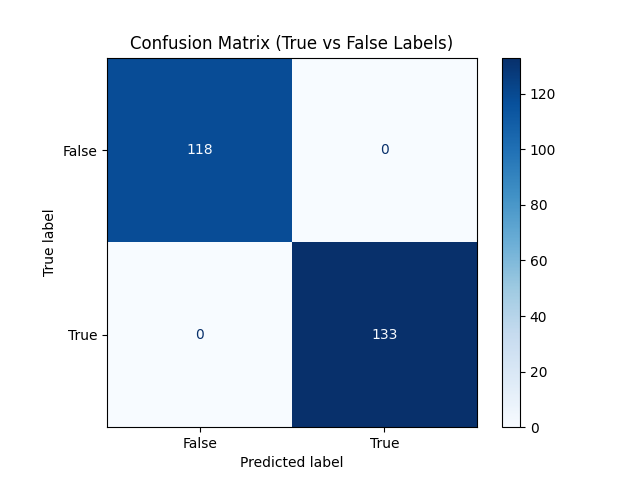 Confusion Matrix (True vs False Labels)
True label
False
118
0
True
0
133
False
True
Predicted label
120
100
80
60
40
20
0